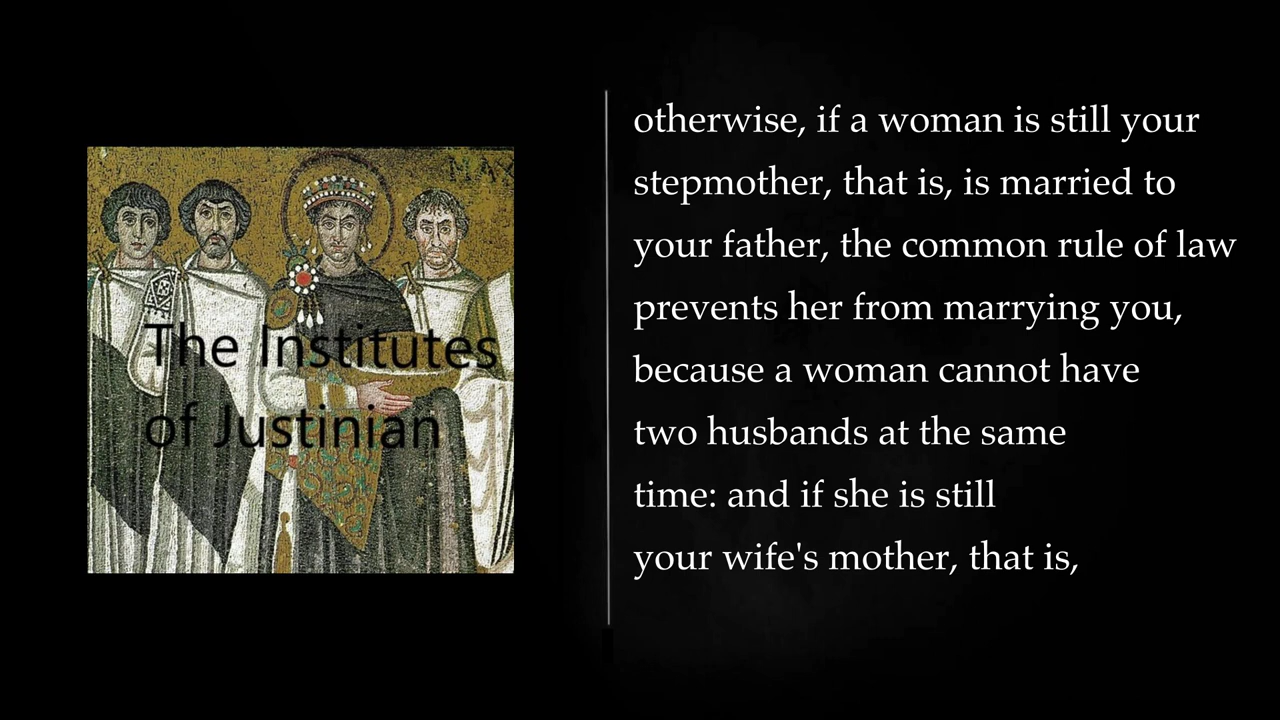 MAX
The Institutes
of Justinian
otherwise, if a woman is still your
stepmother, that is, is married to
your father, the common rule of law
prevents her from marrying you,
because a woman cannot have
two husbands at the same
time: and if she is still
your wife's mother, that is,